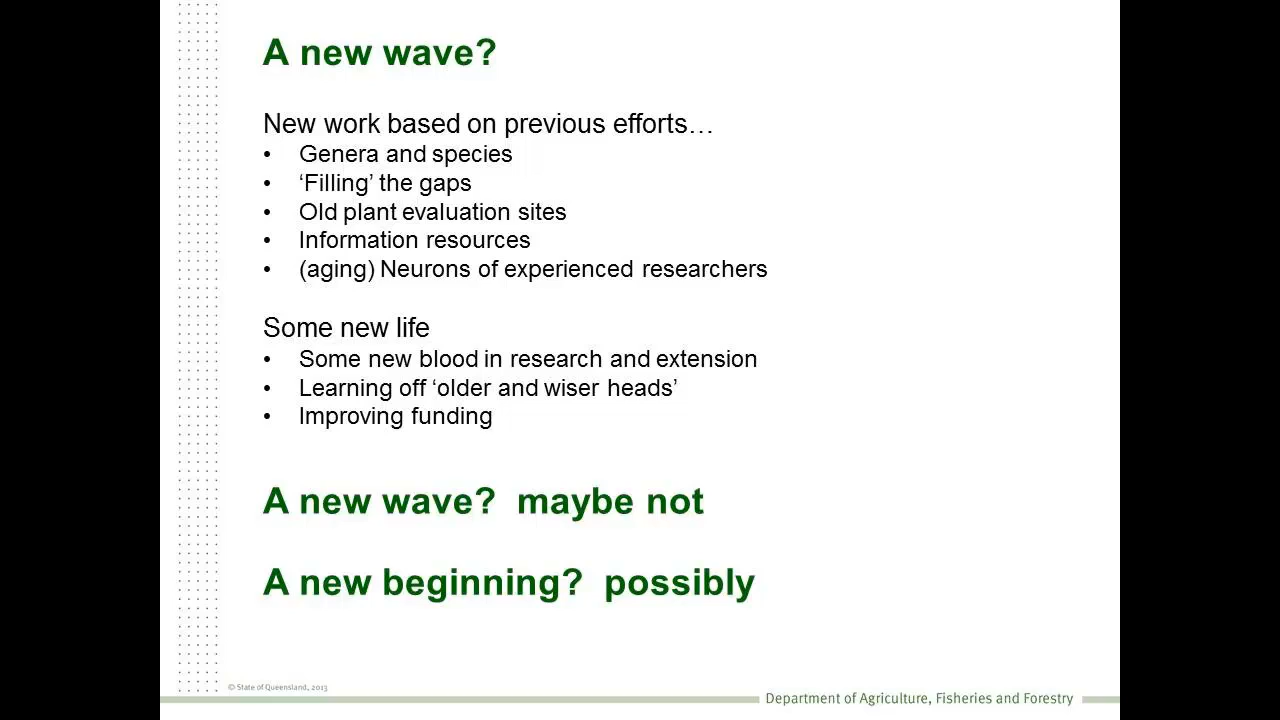 A new wave?
New work based on previous efforts…
• Genera and species
• ‘Filling’ the gaps
• Old plant evaluation sites
• Information resources
• (aging) Neurons of experienced researchers
Some new life
• Some new blood in research and extension
• Learning off ‘older and wiser heads’
• Improving funding
A new wave?  maybe not
A new beginning?  possibly
© State of Queensland, 2013
Department of Agriculture, Fisheries and Forestry